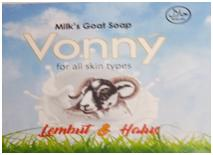 Milk's Goat Soap
Vonny
for all skin types
Lembut & Halus